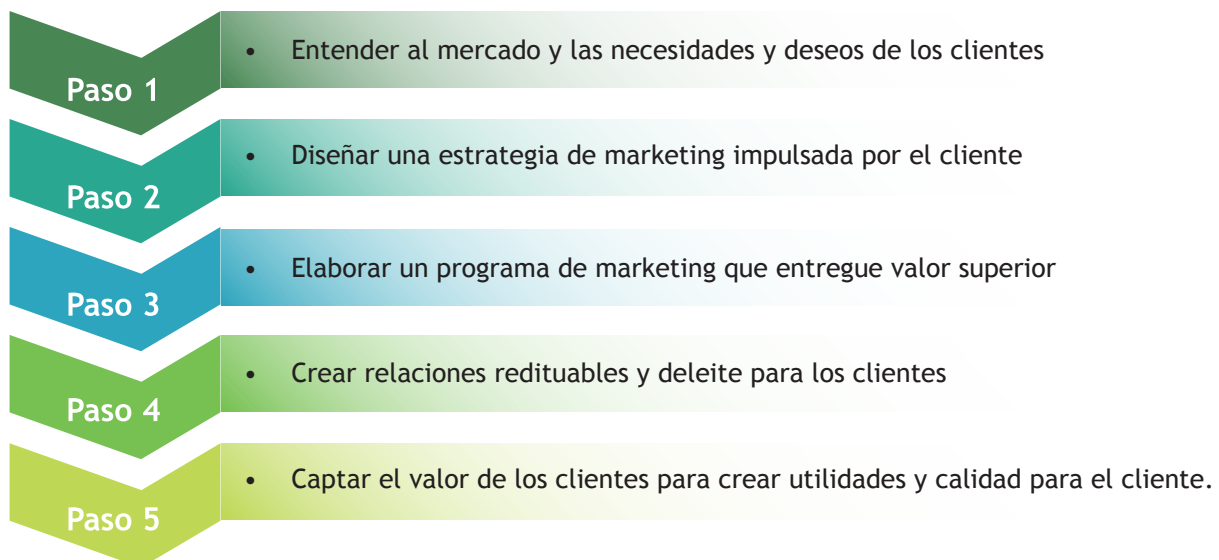 Paso 1
• Entender al mercado y las necesidades y deseos de los clientes
Paso 2
• Diseñar una estrategia de marketing impulsada por el cliente
Paso 3
• Elaborar un programa de marketing que entregue valor superior
Paso 4
• Crear relaciones redituables y deleite para los clientes
Paso 5
• Captar el valor de los clientes para crear utilidades y calidad para el cliente.